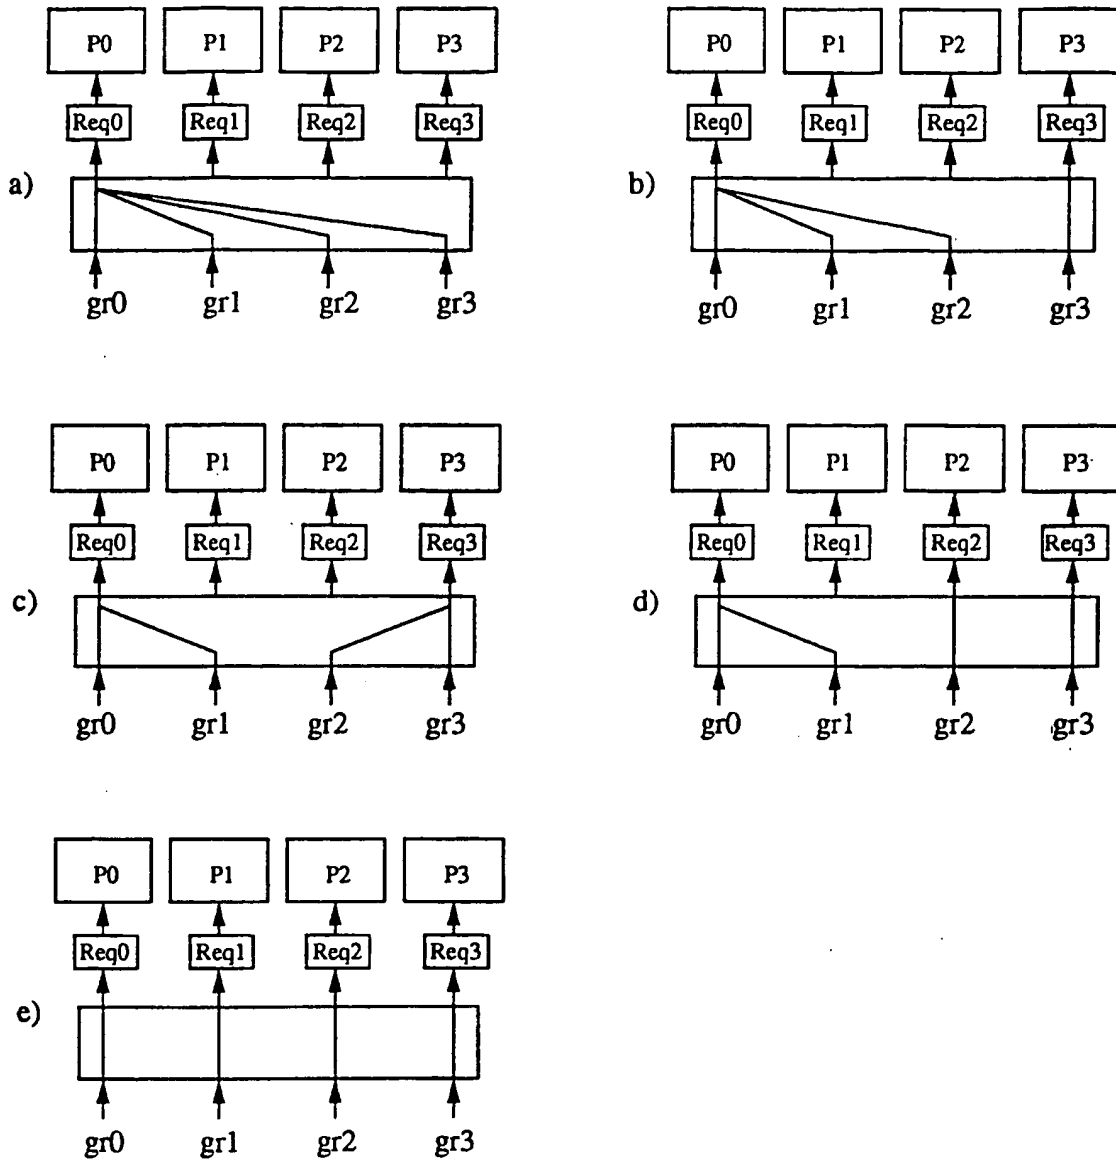 P0 P1 P2 P3
Req0 Req1 Req2 Req3
a)
gr0 gr1 gr2 gr3
P0 P1 P2 P3
Req0 Req1 Req2 Req3
b)
gr0 gr1 gr2 gr3
P0 P1 P2 P3
Req0 Req1 Req2 Req3
c)
gr0 gr1 gr2 gr3
P0 P1 P2 P3
Req0 Req1 Req2 Req3
d)
gr0 gr1 gr2 gr3
P0 P1 P2 P3
Req0 Req1 Req2 Req3
e)
gr0 gr1 gr2 gr3